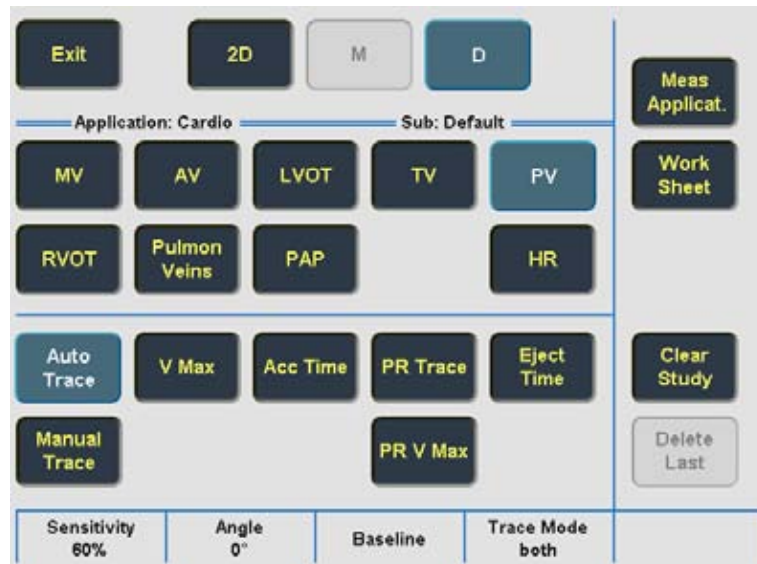 Exit
2D
M
D
Meas
Applicat.
Application: Cardio
Sub: Default
MV
AV
LVOT
TV
PV
Work
Sheet
RVOT
Pulmon
Veins
PAP
HR
Auto
Trace
V Max
Acc Time
PR Trace
Eject
Time
Clear
Study
Manual
Trace
PR V Max
Delete
Last
Sensitivity
60%
Angle
0°
Baseline
Trace Mode
both